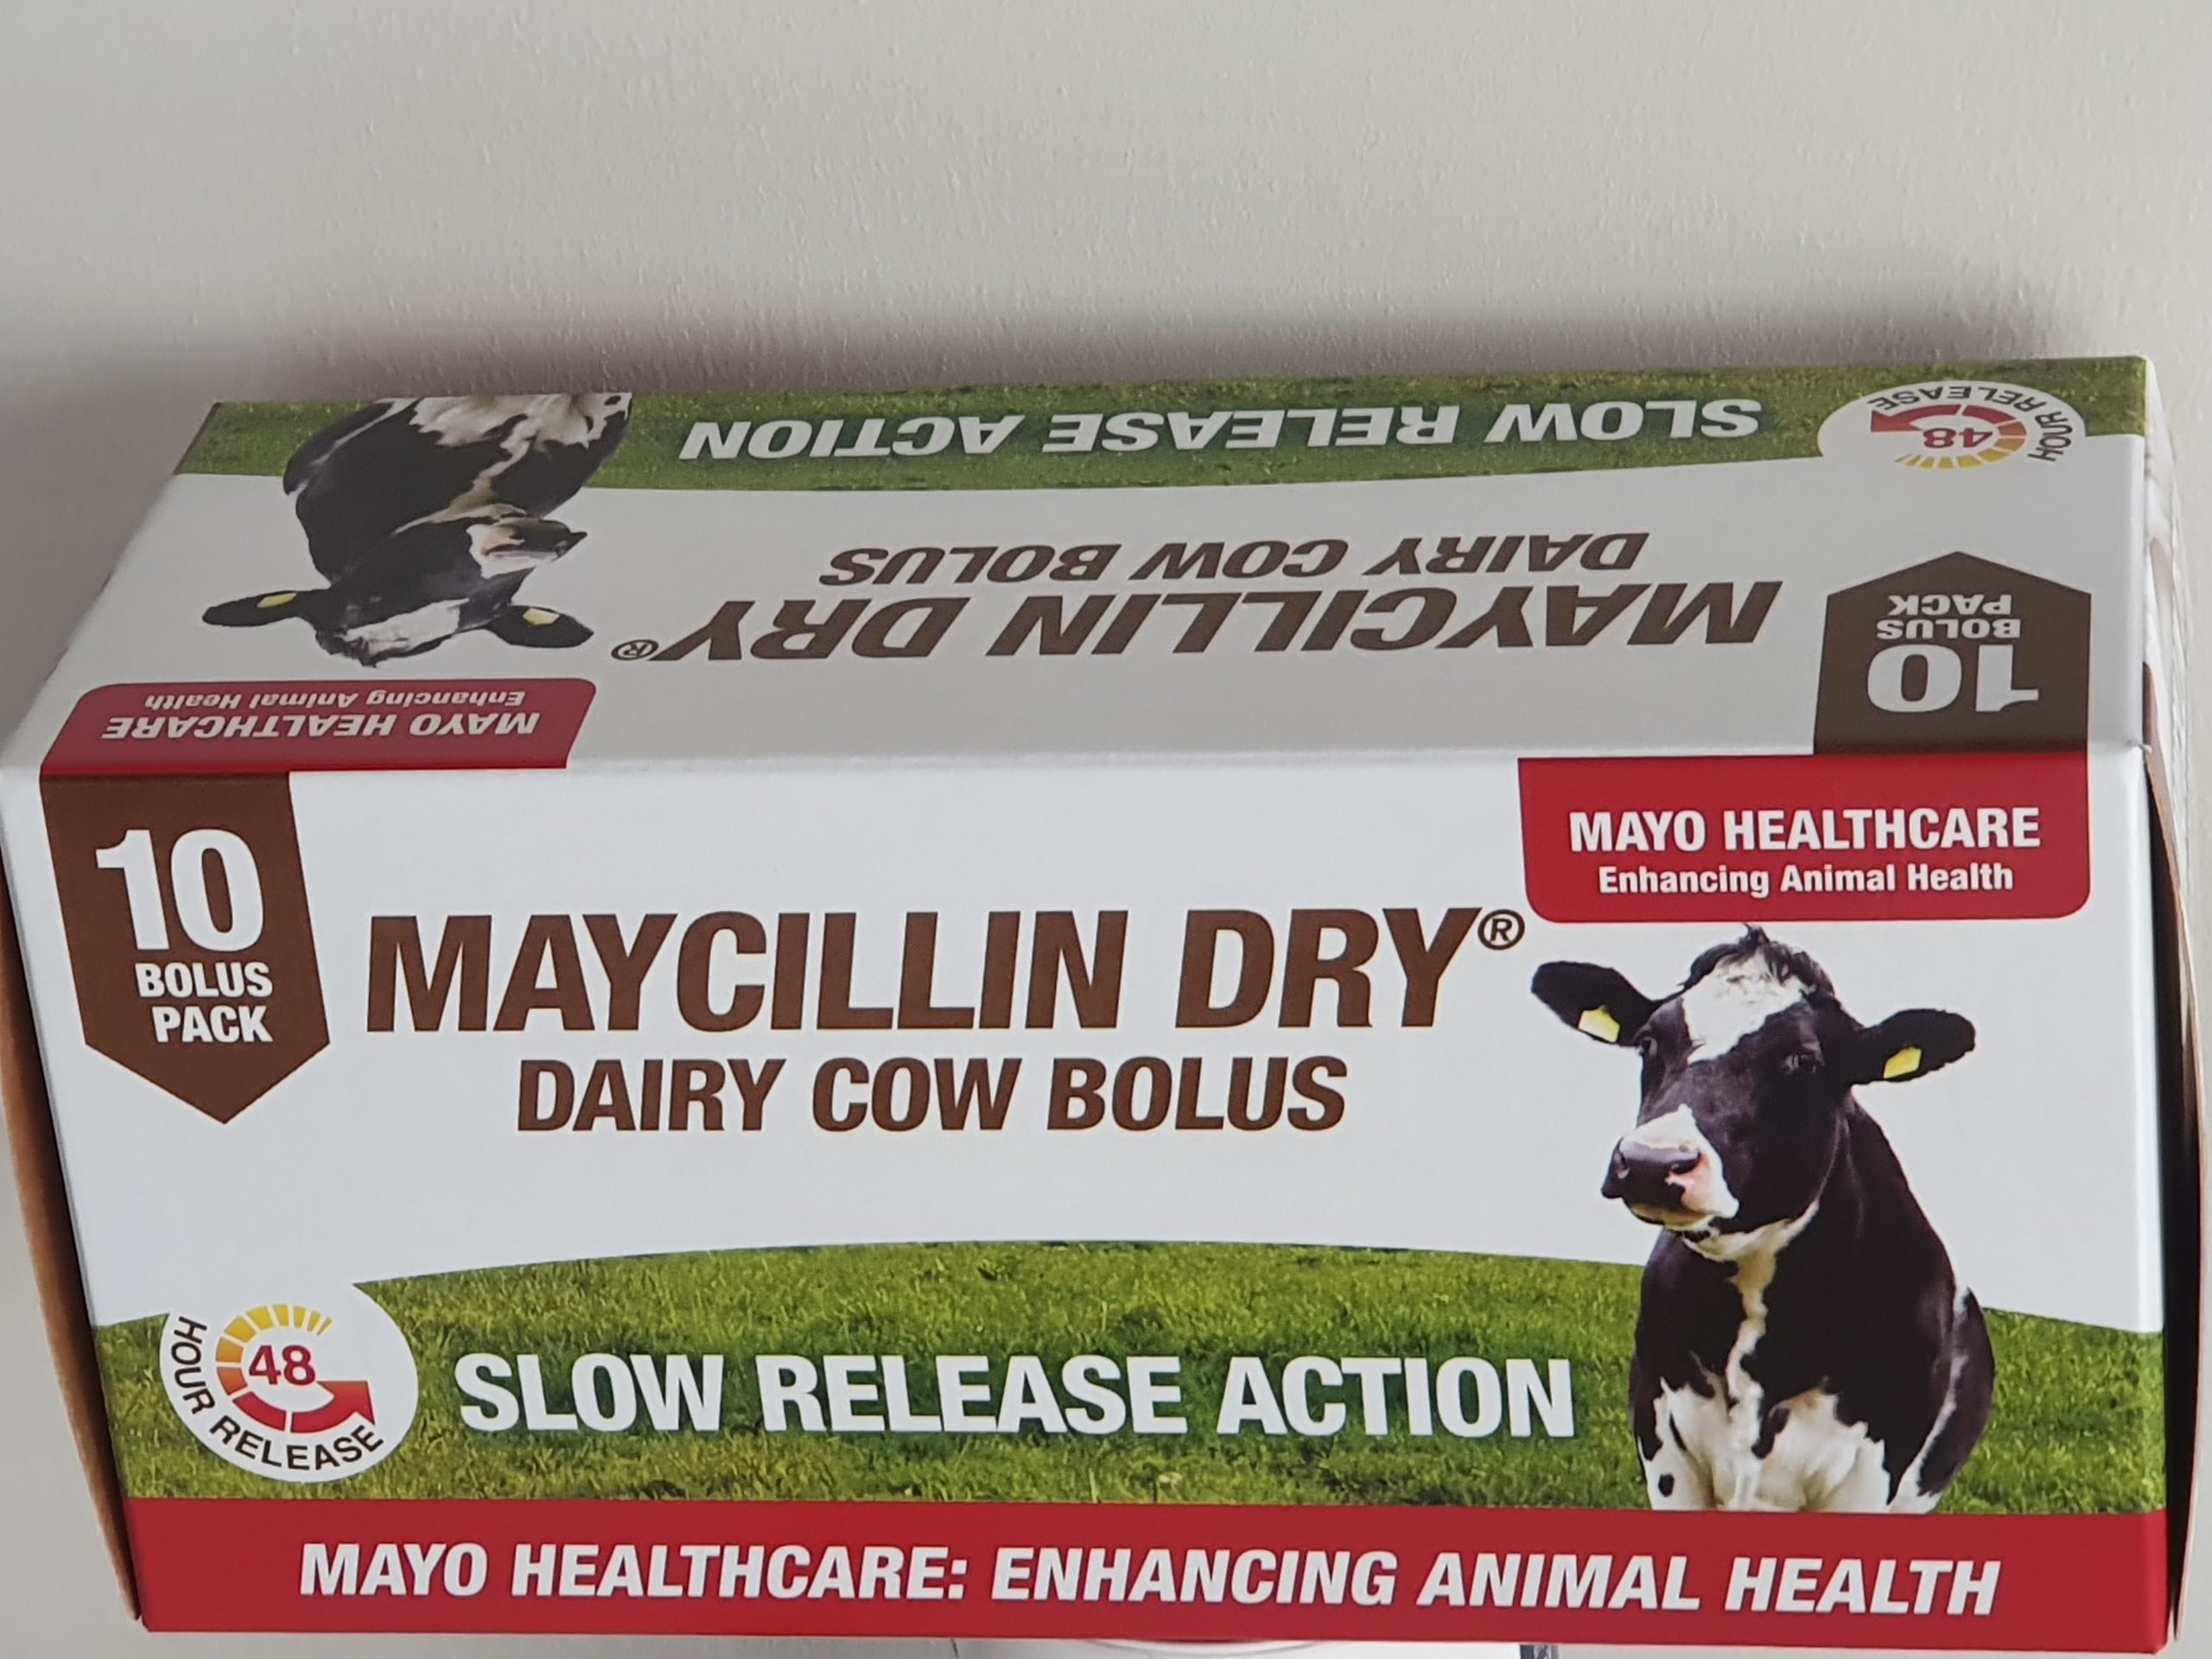 SLOW RELEASE ACTION
48
HOUR RELEASE
DAIRY COW BOLUS
MAYCILLIN DRY®
10
BOLUS
PACK
MAYO HEALTHCARE
Enhancing Animal Health
10
BOLUS
PACK
MAYO HEALTHCARE
Enhancing Animal Health
MAYCILLIN DRY®
DAIRY COW BOLUS
48
HOUR RELEASE
SLOW RELEASE ACTION
MAYO HEALTHCARE: ENHANCING ANIMAL HEALTH